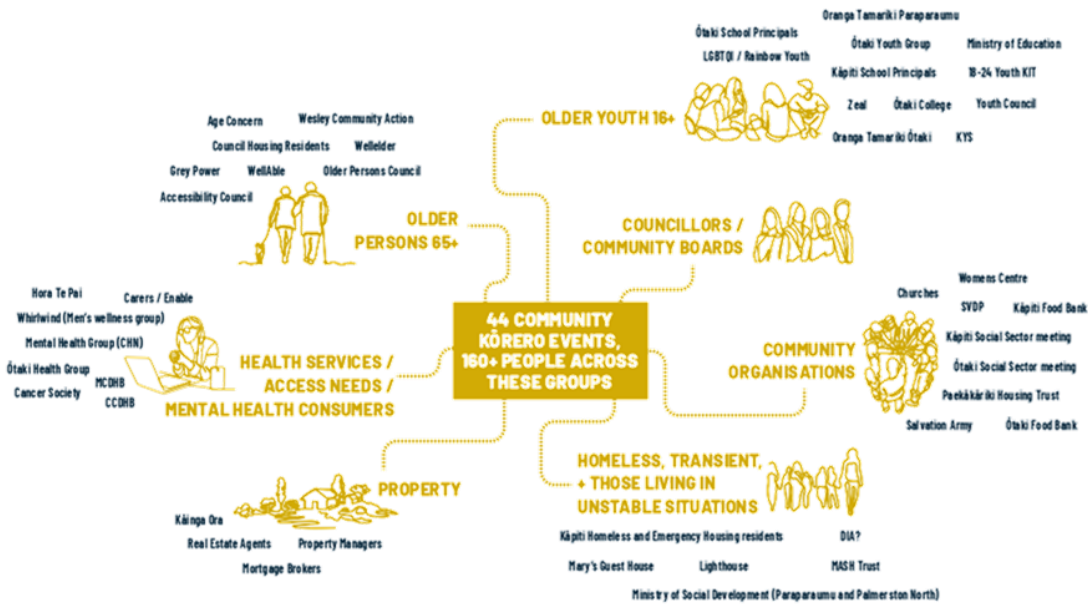 Oranga Tamariki Paraparaumu
Ōtaki School Principals
Ōtaki Youth Group
Ministry of Education
LGBTQI / Rainbow Youth
Kāpiti School Principals
18-24 Youth KIT
OLDER YOUTH 16+
Zeal
Ōtaki College
Youth Council
Oranga Tamariki Ōtaki
KYS
Age Concern
Wesley Community Action
Council Housing Residents
Wellelder
Grey Power
WellAble
Older Persons Council
Accessibility Council
OLDER
PERSONS 65+
COUNCILLORS /
COMMUNITY BOARDS
44 COMMUNITY
KŌRERO EVENTS,
160+ PEOPLE ACROSS
THESE GROUPS
Hora Te Pai
Carers / Enable
Whirlwind (Men's wellness group)
Mental Health Group (CHN)
Ōtaki Health Group
MCDHB
Cancer Society
CCDHB
HEALTH SERVICES /
ACCESS NEEDS /
MENTAL HEALTH CONSUMERS
Womens Centre
Churches
SVDP
Kāpiti Food Bank
Kāpiti Social Sector meeting
Ōtaki Social Sector meeting
Paekākāriki Housing Trust
Salvation Army
Ōtaki Food Bank
COMMUNITY
ORGANISATIONS
PROPERTY
Kāinga Ora
Real Estate Agents
Property Managers
Mortgage Brokers
HOMELESS, TRANSIENT,
+ THOSE LIVING IN
UNSTABLE SITUATIONS
Kāpiti Homeless and Emergency Housing residents
DIA?
Mary's Guest House
Lighthouse
MASH Trust
Ministry of Social Development (Paraparaumu and Palmerston North)